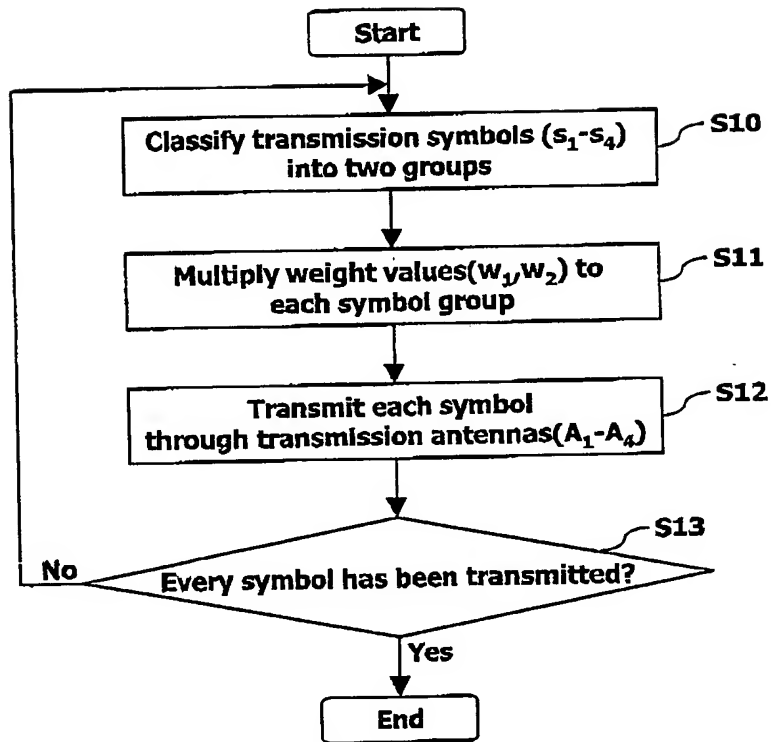 Start
Classify transmission symbols (s₁-s₄)
into two groups
S10
Multiply weight values(w₁,w₂) to
each symbol group
S11
Transmit each symbol
through transmission antennas(A₁-A₄)
S12
Every symbol has been transmitted?
S13
No
Yes
End